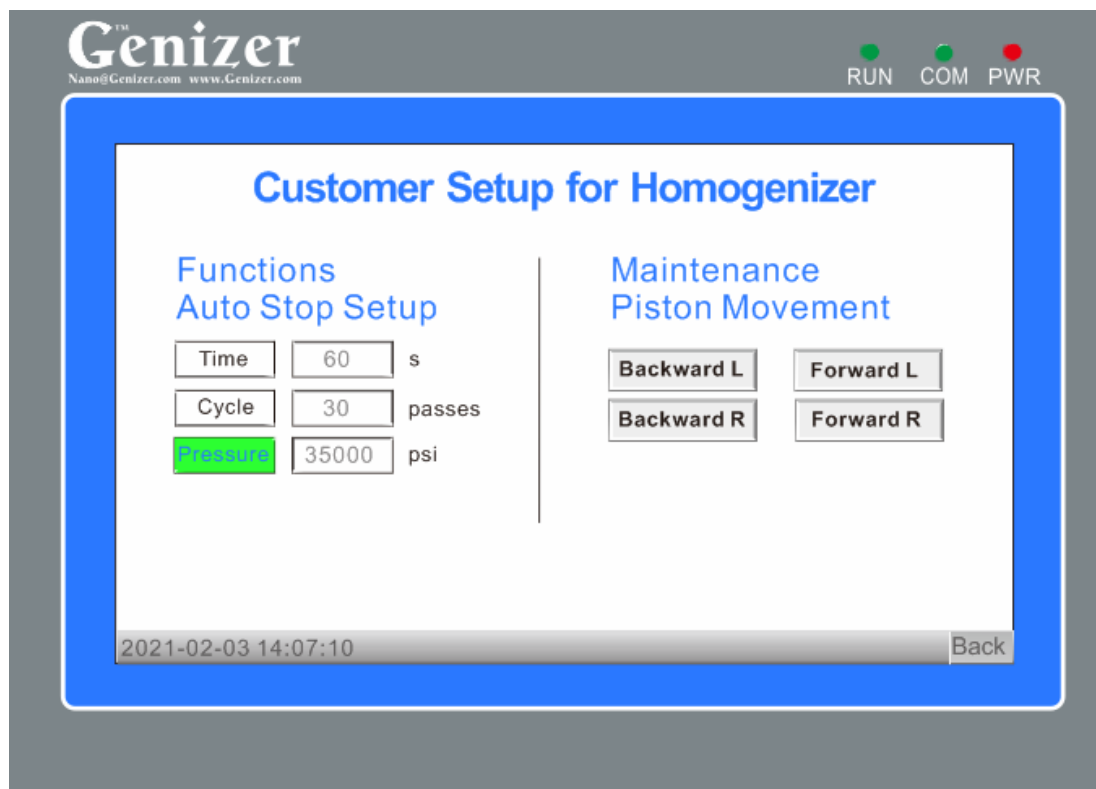 Genizer™
Nano@Genizer.com www.Genizer.com
RUN COM PWR
Customer Setup for Homogenizer
Functions
Auto Stop Setup
Time 60 s
Cycle 30 passes
Pressure 35000 psi
Maintenance
Piston Movement
Backward L Forward L
Backward R Forward R
2021-02-03 14:07:10 Back